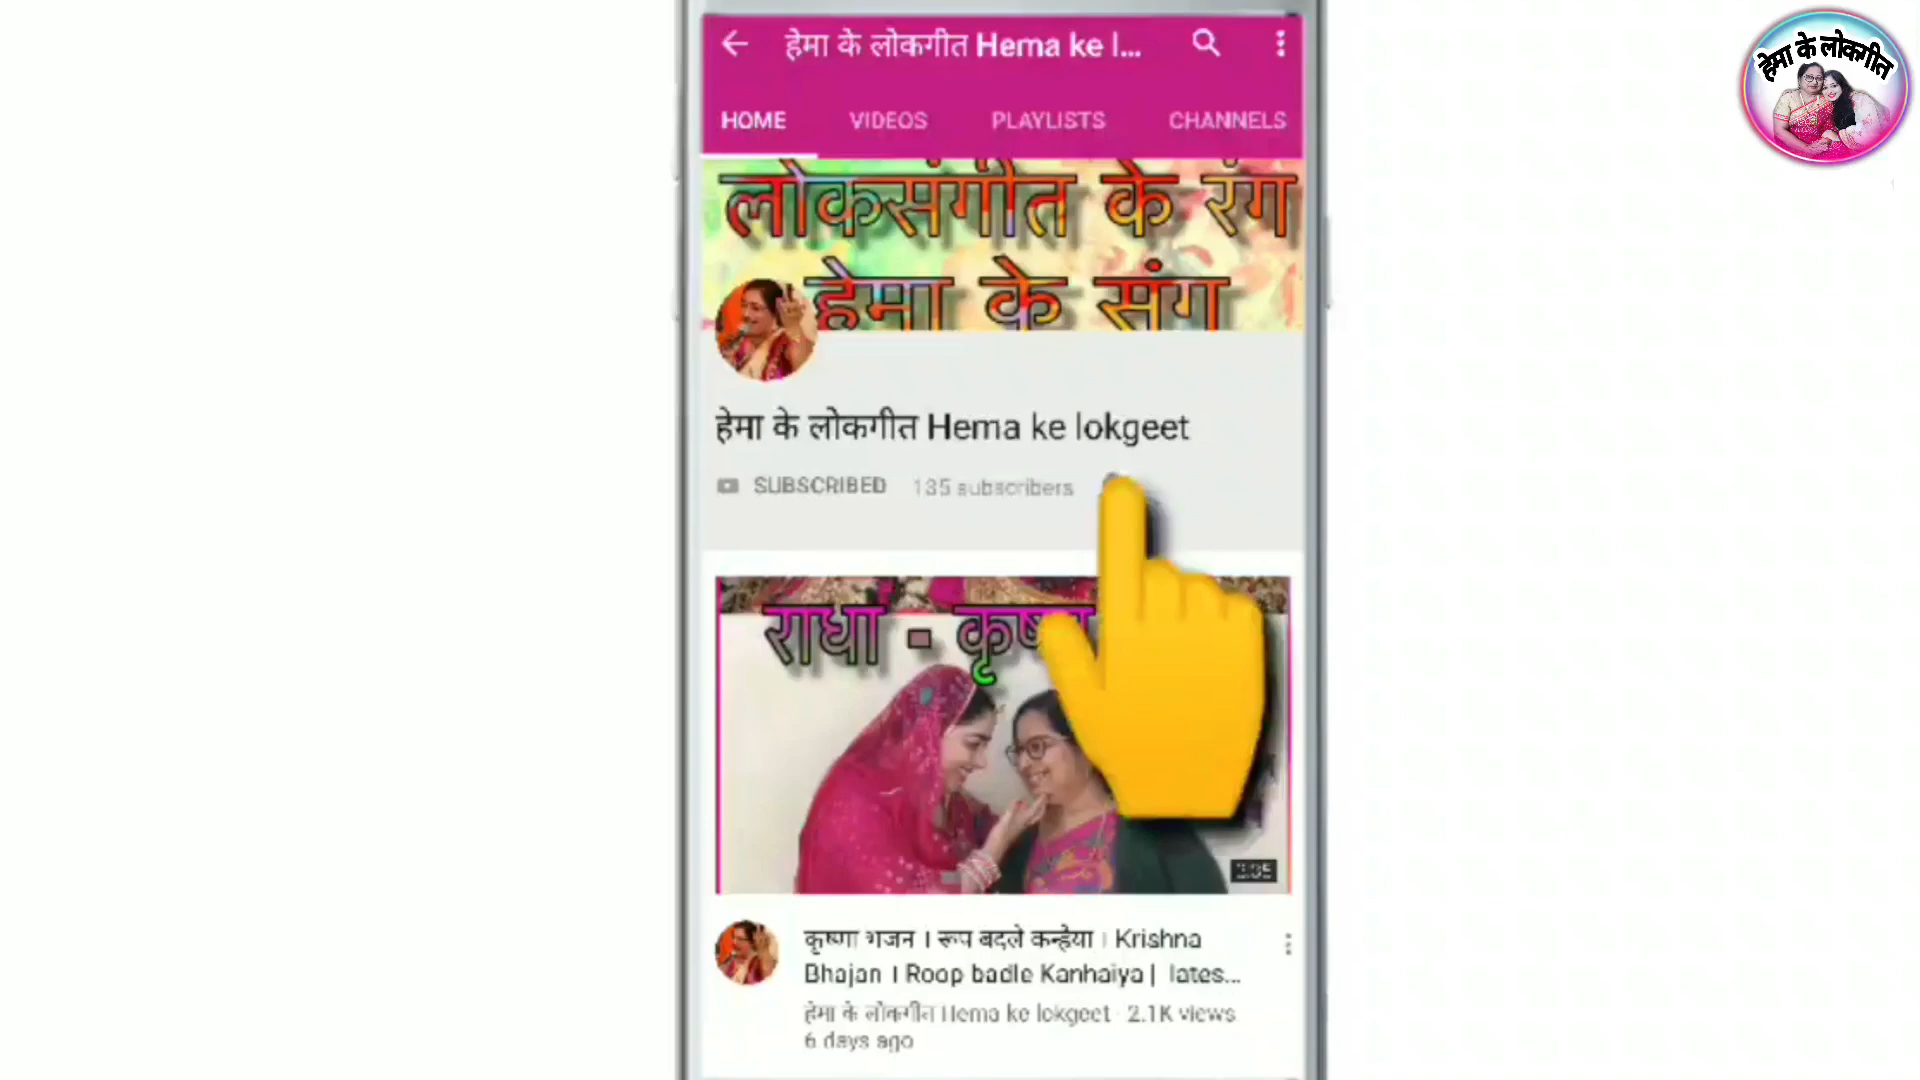 हेमा के लोकगीत Hema ke l...
HOME VIDEOS PLAYLISTS CHANNELS
लोकसंगीत के रंग
हेमा के संग
हेमा के लोकगीत Hema ke lokgeet
SUBSCRIBED 135 subscribers
राधा - कृष्ण
कृष्णा भजन । रूप बदले कन्हैया । Krishna
Bhajan । Roop badle Kanhaiya | lates...
हेमा के लोकगीत Hema ke lokgeet · 2.1K views
6 days ago
हेमा के लोकगीत